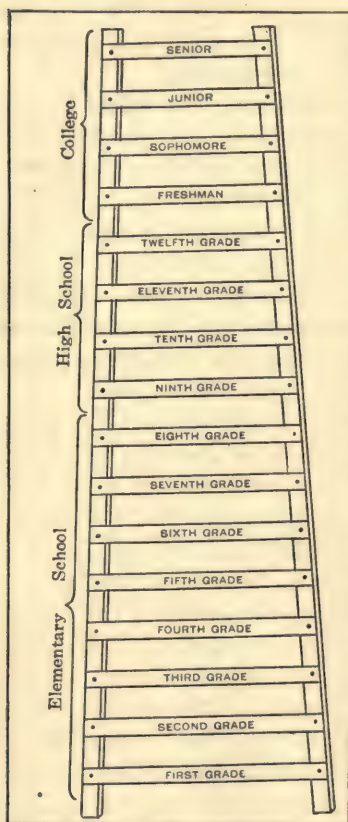 College
SENIOR
JUNIOR
SOPHOMORE
FRESHMAN
High School
TWELFTH GRADE
ELEVENTH GRADE
TENTH GRADE
NINTH GRADE
Elementary School
EIGHTH GRADE
SEVENTH GRADE
SIXTH GRADE
FIFTH GRADE
FOURTH GRADE
THIRD GRADE
SECOND GRADE
FIRST GRADE